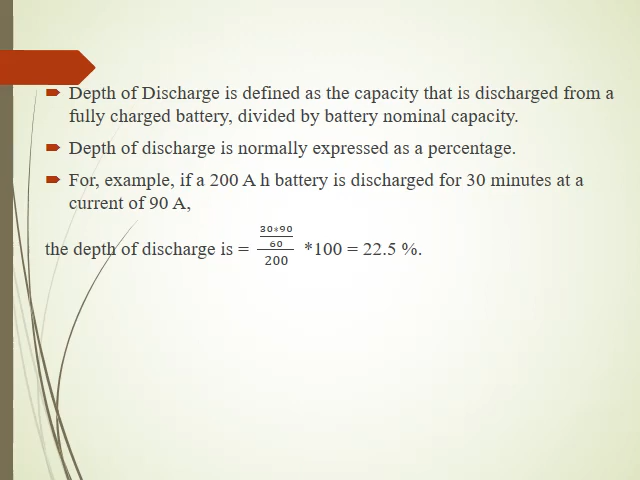 Depth of Discharge is defined as the capacity that is discharged from a
fully charged battery, divided by battery nominal capacity.
Depth of discharge is normally expressed as a percentage.
For, example, if a 200 A h battery is discharged for 30 minutes at a
current of 90 A,
the depth of discharge is = ((30*90)/60)/200 *100 = 22.5 %.